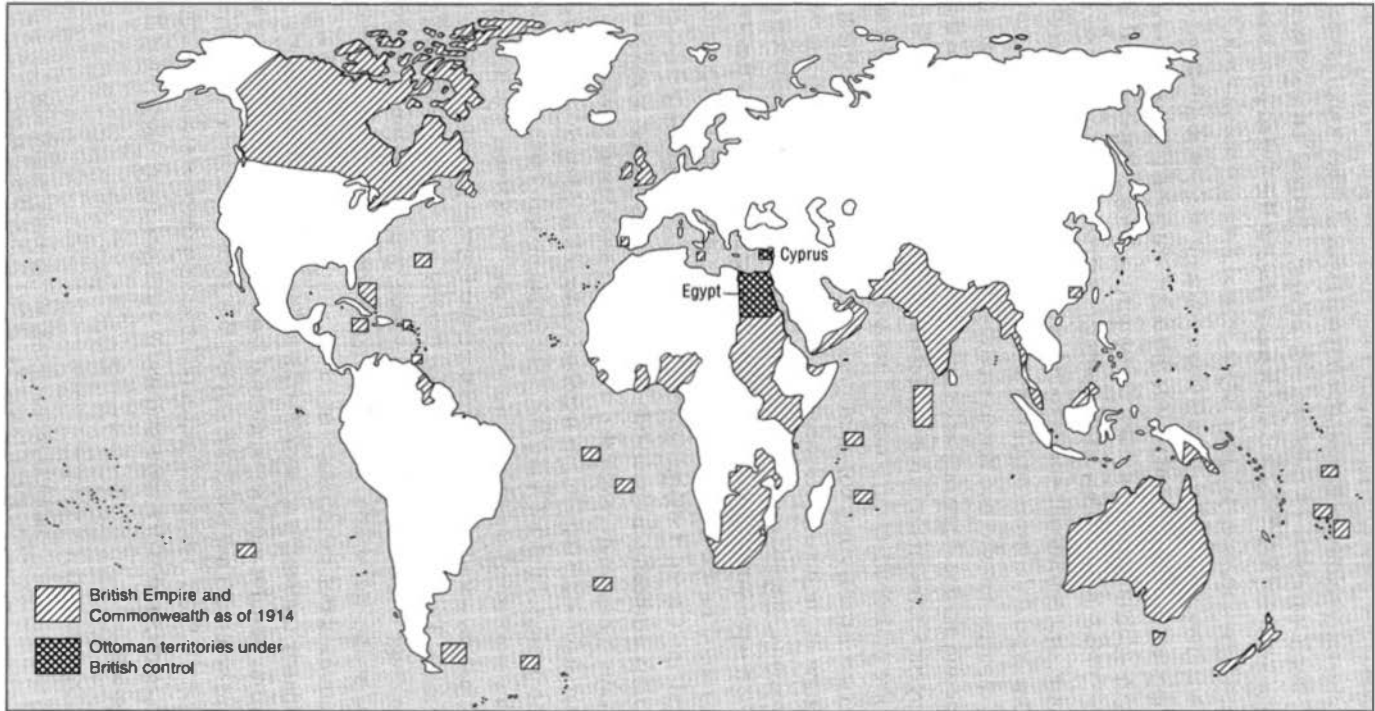 Cyprus
Egypt
British Empire and
Commonwealth as of 1914
Ottoman territories under
British control